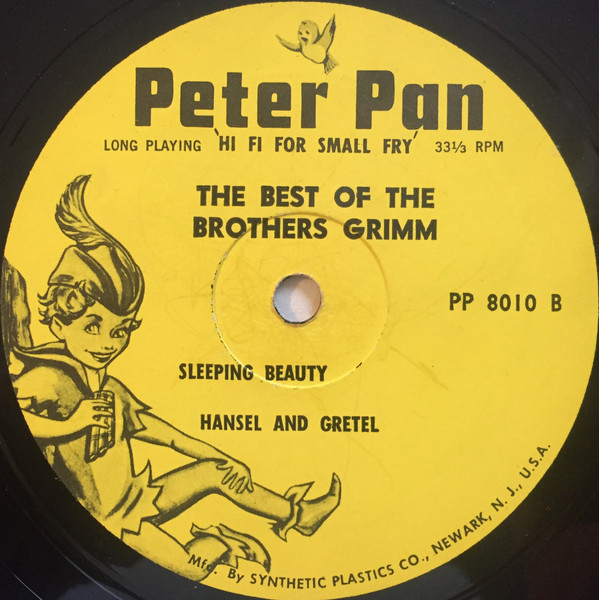 Peter Pan
LONG PLAYING 'HI FI FOR SMALL FRY' 33⅓ RPM
THE BEST OF THE
BROTHERS GRIMM
PP 8010 B
SLEEPING BEAUTY
HANSEL AND GRETEL
Mfg. By SYNTHETIC PLASTICS CO., NEWARK, N. J., U.S.A.